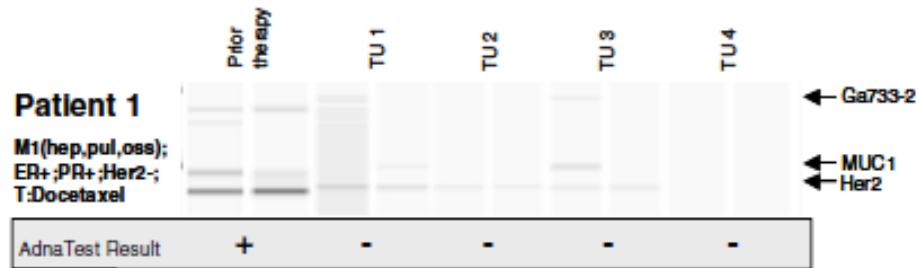 Prior
therapy
TU 1
TU 2
TU 3
TU 4
Patient 1
Ga733-2
M1(hep,pul,oss);
ER+;PR+;Her2-;
T:Docetaxel
MUC1
Her2
AdnaTest Result + - - - -